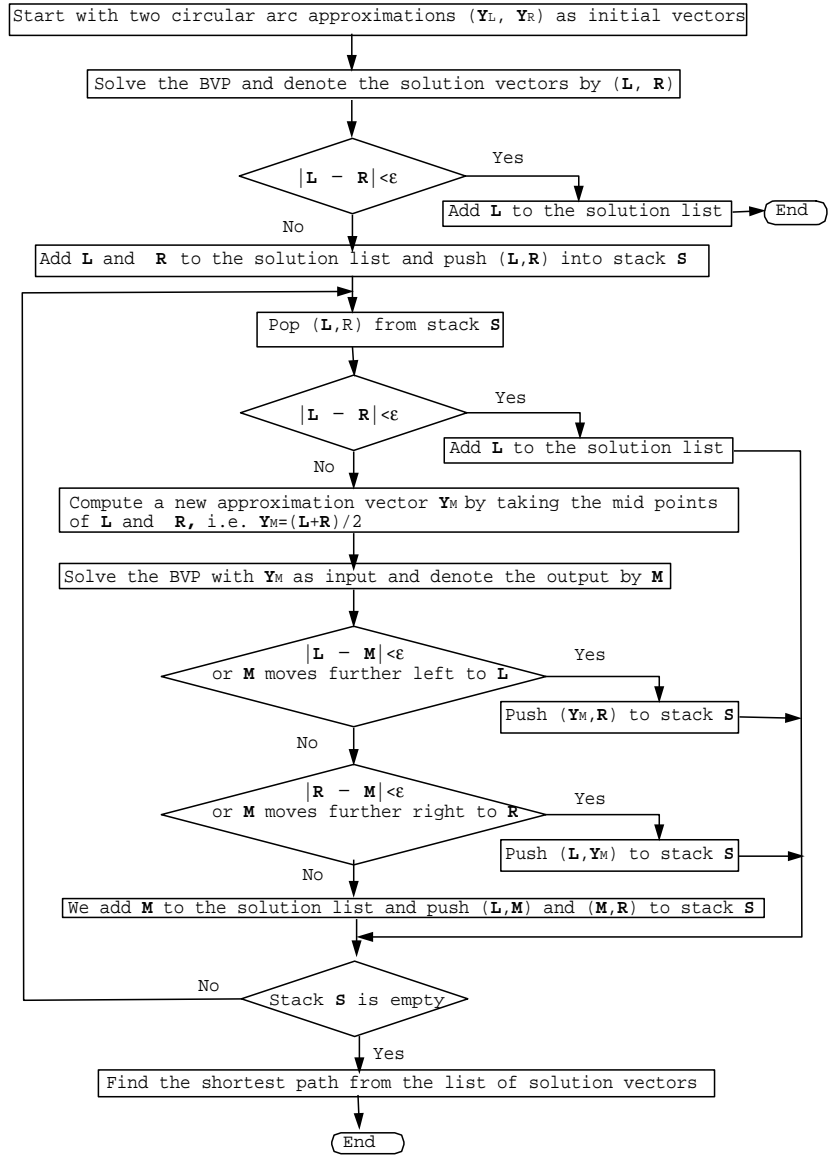 Start with two circular arc approximations (YL, YR) as initial vectors
Solve the BVP and denote the solution vectors by (L, R)
|L − R|<ε
Yes
Add L to the solution list
End
No
Add L and R to the solution list and push (L,R) into stack S
Pop (L,R) from stack S
|L − R|<ε
Yes
Add L to the solution list
No
Compute a new approximation vector YM by taking the mid points
of L and R, i.e. YM=(L+R)/2
Solve the BVP with YM as input and denote the output by M
|L − M|<ε
or M moves further left to L
Yes
Push (YM,R) to stack S
No
|R − M|<ε
or M moves further right to R
Yes
Push (L,YM) to stack S
No
We add M to the solution list and push (L,M) and (M,R) to stack S
No
Stack S is empty
Yes
Find the shortest path from the list of solution vectors
End